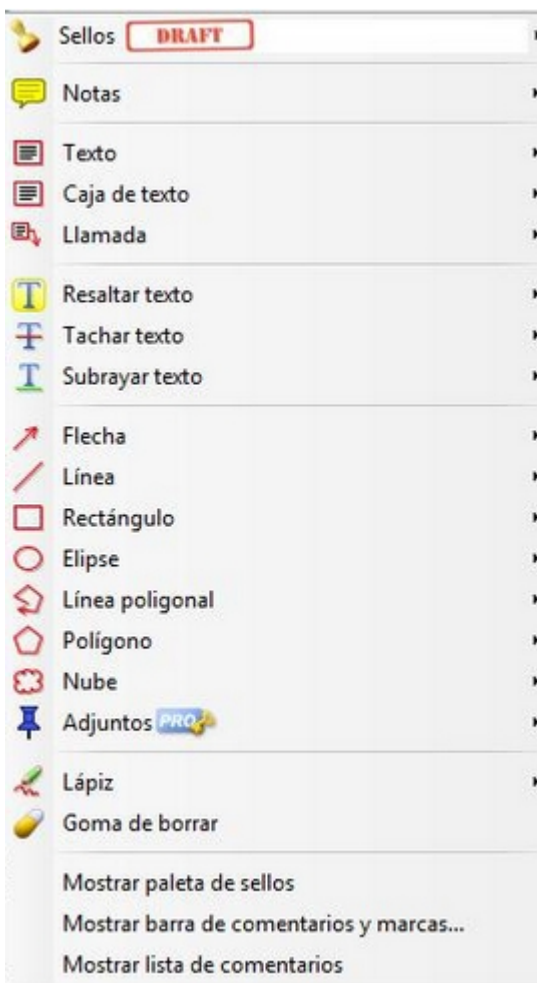 Sellos DRAFT
Notas
Texto
Caja de texto
Llamada
Resaltar texto
Tachar texto
Subrayar texto
Flecha
Línea
Rectángulo
Elipse
Línea poligonal
Polígono
Nube
Adjuntos PRO
Lápiz
Goma de borrar
Mostrar paleta de sellos
Mostrar barra de comentarios y marcas...
Mostrar lista de comentarios